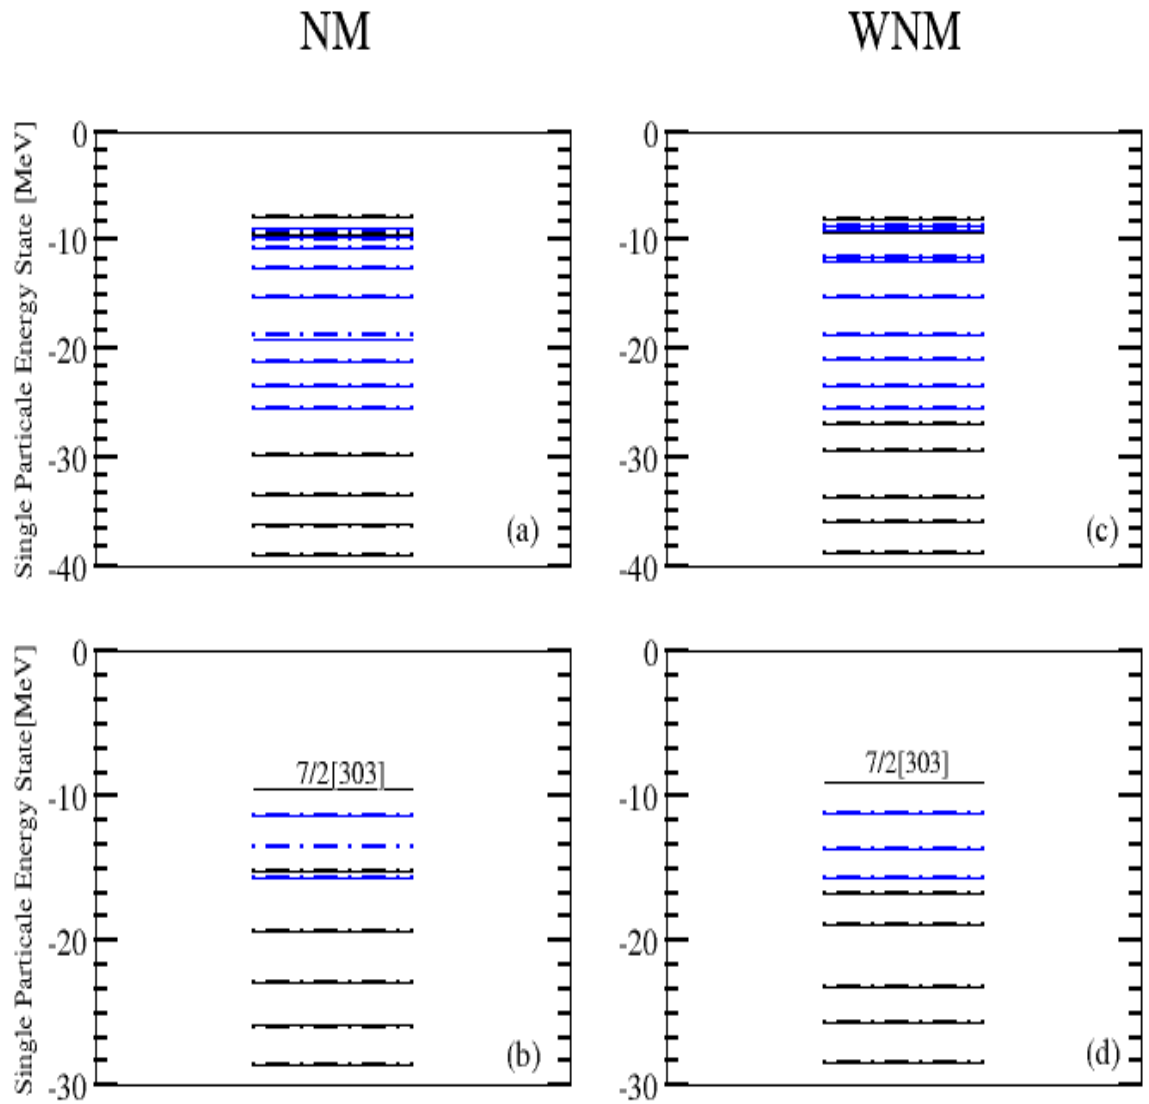 NM
WNM
Single Particale Energy State [MeV]
0
-10
-20
-30
-40
(a)
0
-10
-20
-30
-40
(c)
Single Particale Energy State[MeV]
0
-10
-20
-30
7/2[303]
(b)
0
-10
-20
-30
7/2[303]
(d)